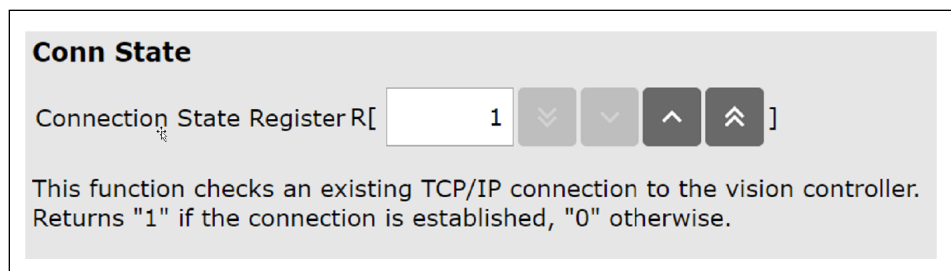 Conn State
Connection State Register R[ 1 ]
This function checks an existing TCP/IP connection to the vision controller.
Returns "1" if the connection is established, "0" otherwise.